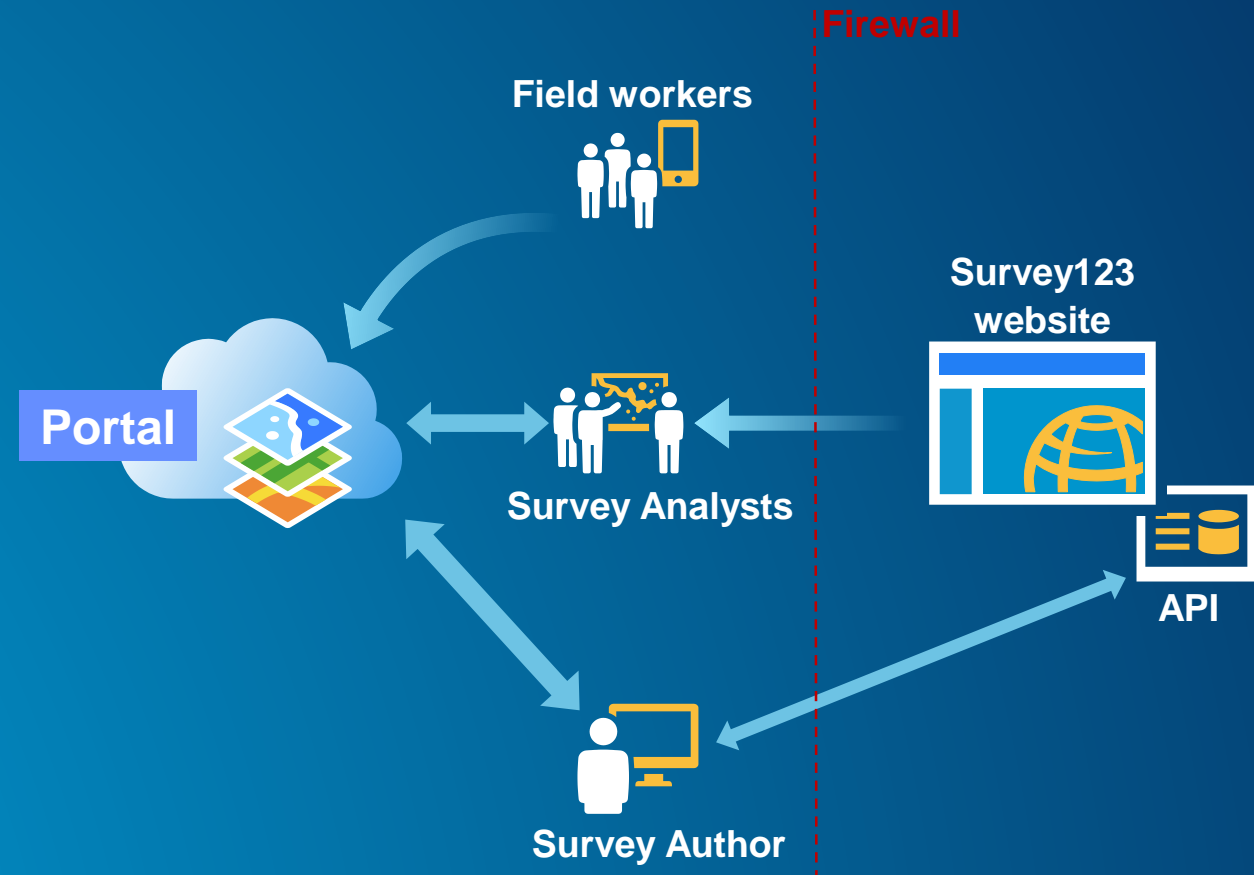 Firewall
Field workers
Survey123
website
Portal
Survey Analysts
API
Survey Author